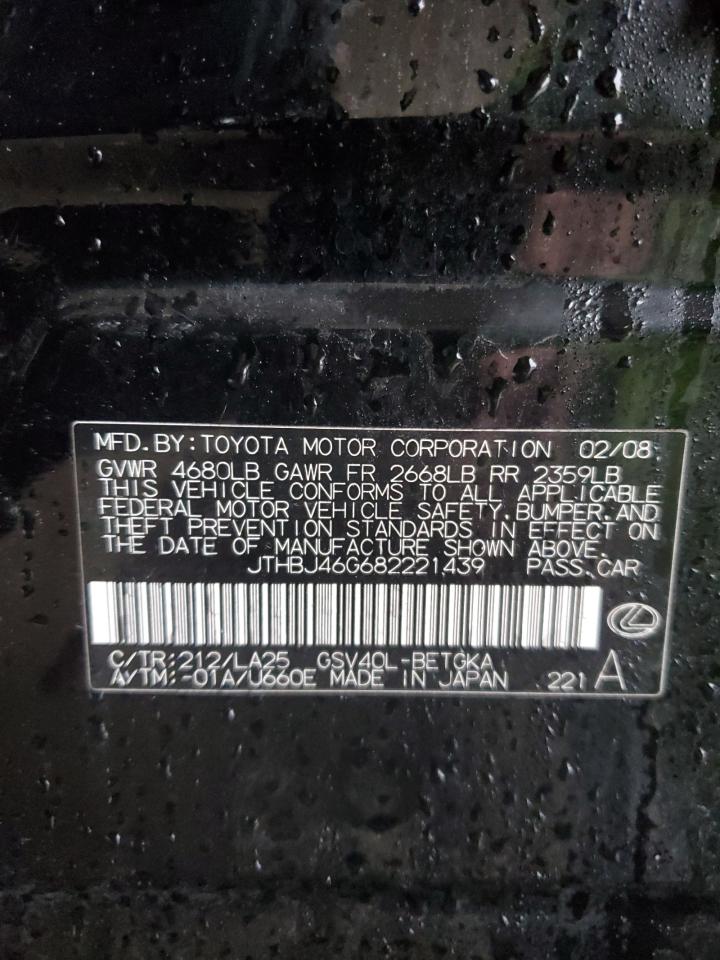 MFD.BY:TOYOTA MOTOR CORPORATION 02/08
GVWR 4680LB GAWR FR 2668LB RR 2359LB
THIS VEHICLE CONFORMS TO ALL APPLICABLE
FEDERAL MOTOR VEHICLE SAFETY,BUMPER,AND
THEFT PREVENTION STANDARDS IN EFFECT ON
THE DATE OF MANUFACTURE SHOWN ABOVE.
JTHBJ46G682221439 PASS.CAR
C/TR:212/LA25 GSV40L-BETGKA
A/TM:-01A/U660E MADE IN JAPAN 221 A